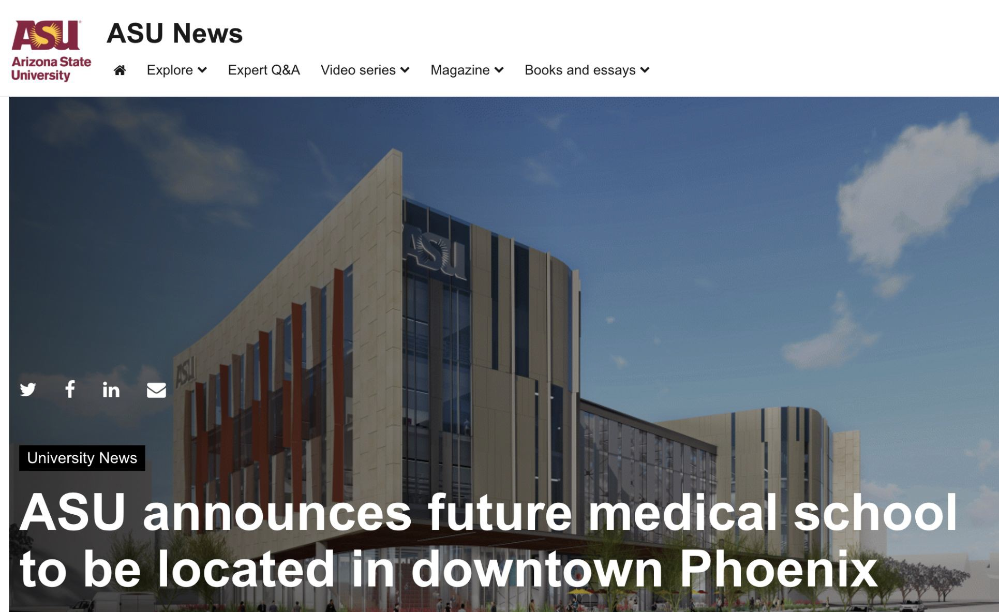 ASU
Arizona State
University
ASU News
Explore
Expert Q&A
Video series
Magazine
Books and essays
ASU
ASU
University News
ASU announces future medical school
to be located in downtown Phoenix